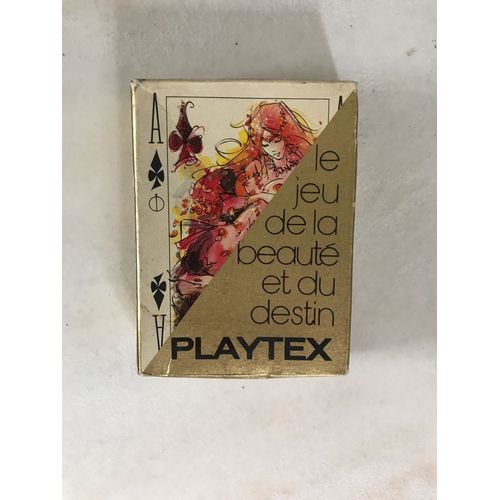 A
A
le
jeu
de la
beauté
et du
destin
A
PLAYTEX